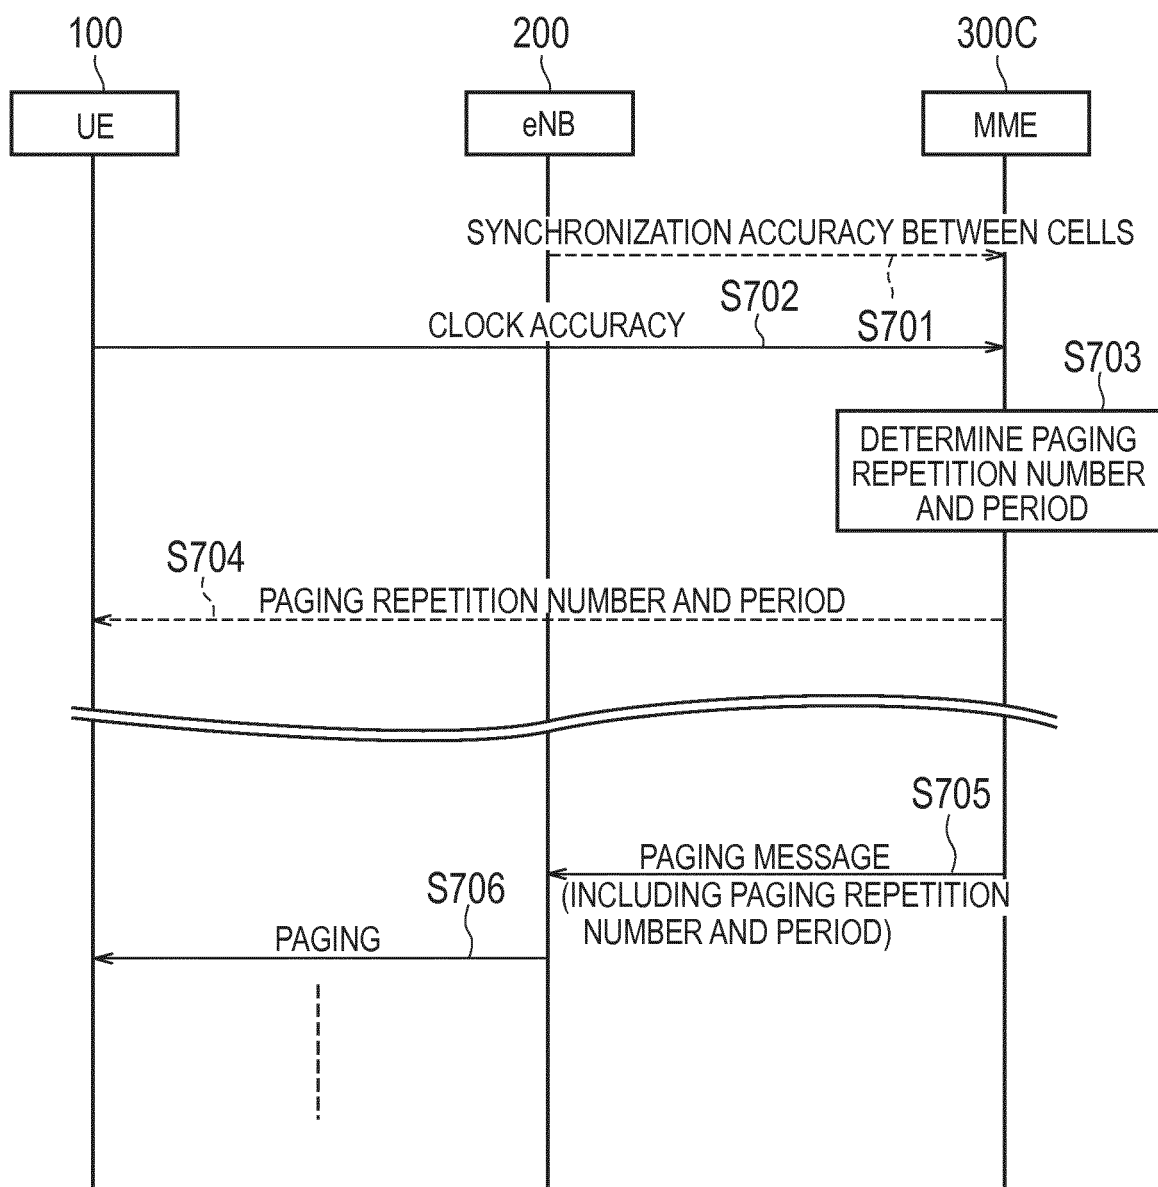 100
200
300C
UE
eNB
MME
SYNCHRONIZATION ACCURACY BETWEEN CELLS
S701
S702
CLOCK ACCURACY
S703
DETERMINE PAGING
REPETITION NUMBER
AND PERIOD
S704
PAGING REPETITION NUMBER AND PERIOD
S705
PAGING MESSAGE
(INCLUDING PAGING REPETITION
NUMBER AND PERIOD)
S706
PAGING